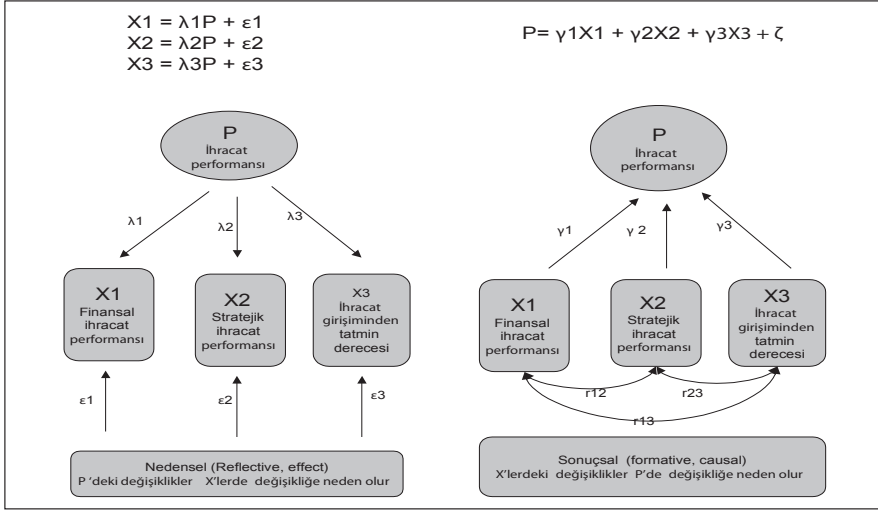 X1 = λ1P + ε1
X2 = λ2P + ε2
X3 = λ3P + ε3
P
İhracat
performansı
λ1
λ2
λ3
X1
Finansal
ihracat
performansı
X2
Stratejik
ihracat
performansı
X3
İhracat
girişiminden
tatmin
derecesi
ε1
ε2
ε3
Nedensel (Reflective, effect)
P'deki değişiklikler X'lerde değişikliğe neden olur
P= γ1X1 + γ2X2 + γ3X3 + ζ
P
İhracat
performansı
γ1
γ 2
γ3
X1
Finansal
ihracat
performansı
X2
Stratejik
ihracat
performansı
X3
İhracat
girişiminden
tatmin
derecesi
r12
r23
r13
Sonuçsal (formative, causal)
X'lerdeki değişiklikler P'de değişikliğe neden olur